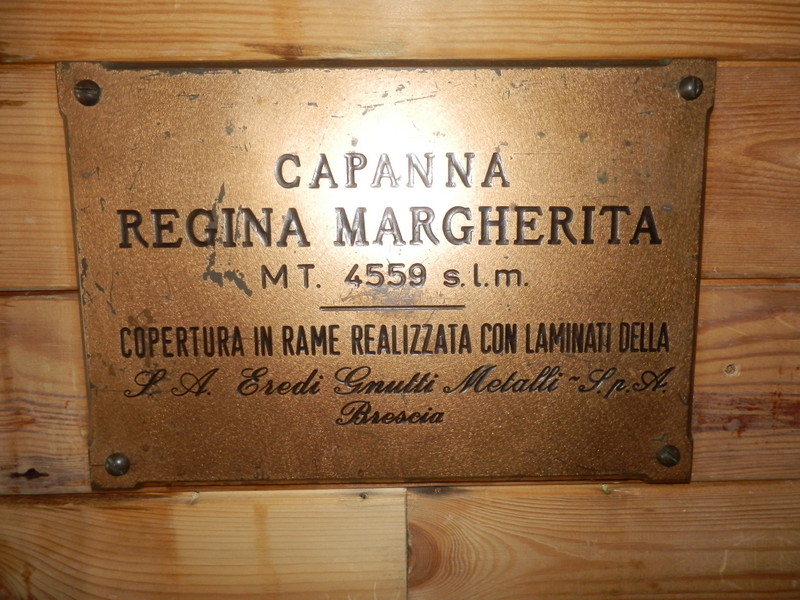 CAPANNA
REGINA MARGHERITA
MT. 4559 s.l.m.
COPERTURA IN RAME REALIZZATA CON LAMINATI DELLA
S. A. Eredi Gnutti Metalli ~ S.p.A.
Brescia